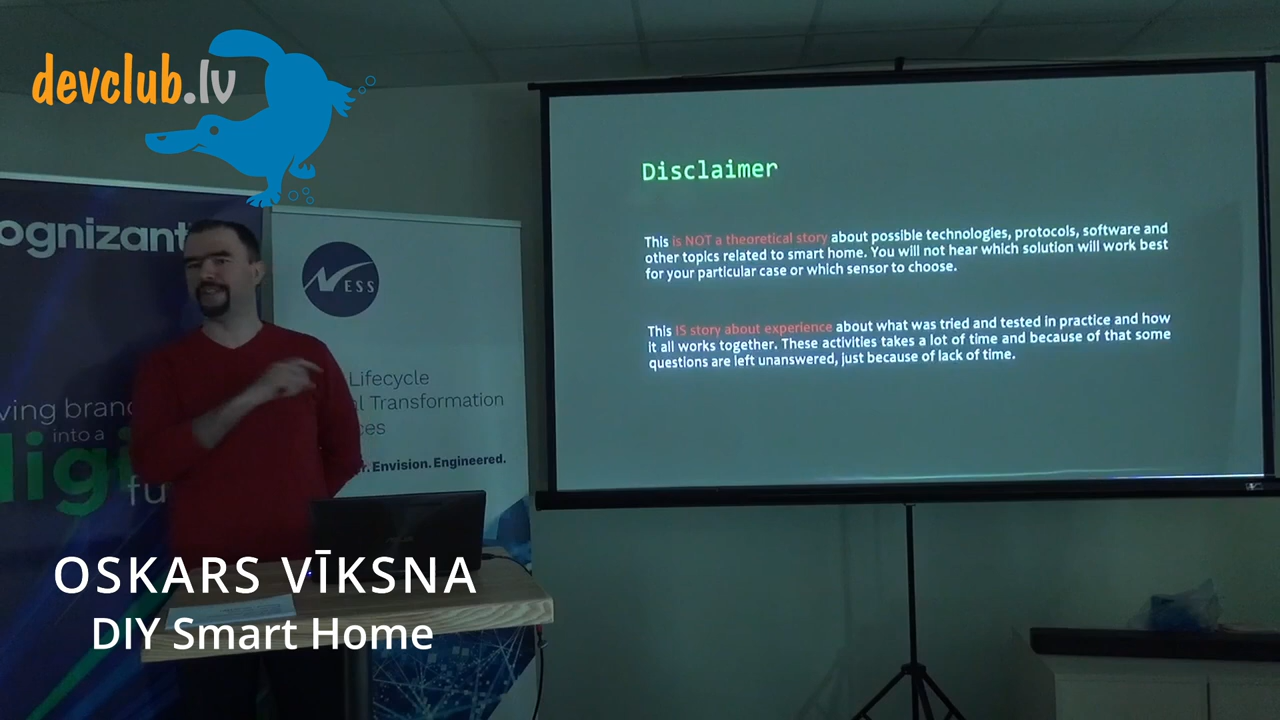 devclub.lv
ognizant
ving brand
into a
digi
fu
NESS
Lifecycle
al Transformation
ces
r. Envision. Engineered.
Disclaimer
This is NOT a theoretical story about possible technologies, protocols, software and
other topics related to smart home. You will not hear which solution will work best
for your particular case or which sensor to choose.
This IS story about experience about what was tried and tested in practice and how
it all works together. These activities takes a lot of time and because of that some
questions are left unanswered, just because of lack of time.
OSKARS VĪKSNA
DIY Smart Home